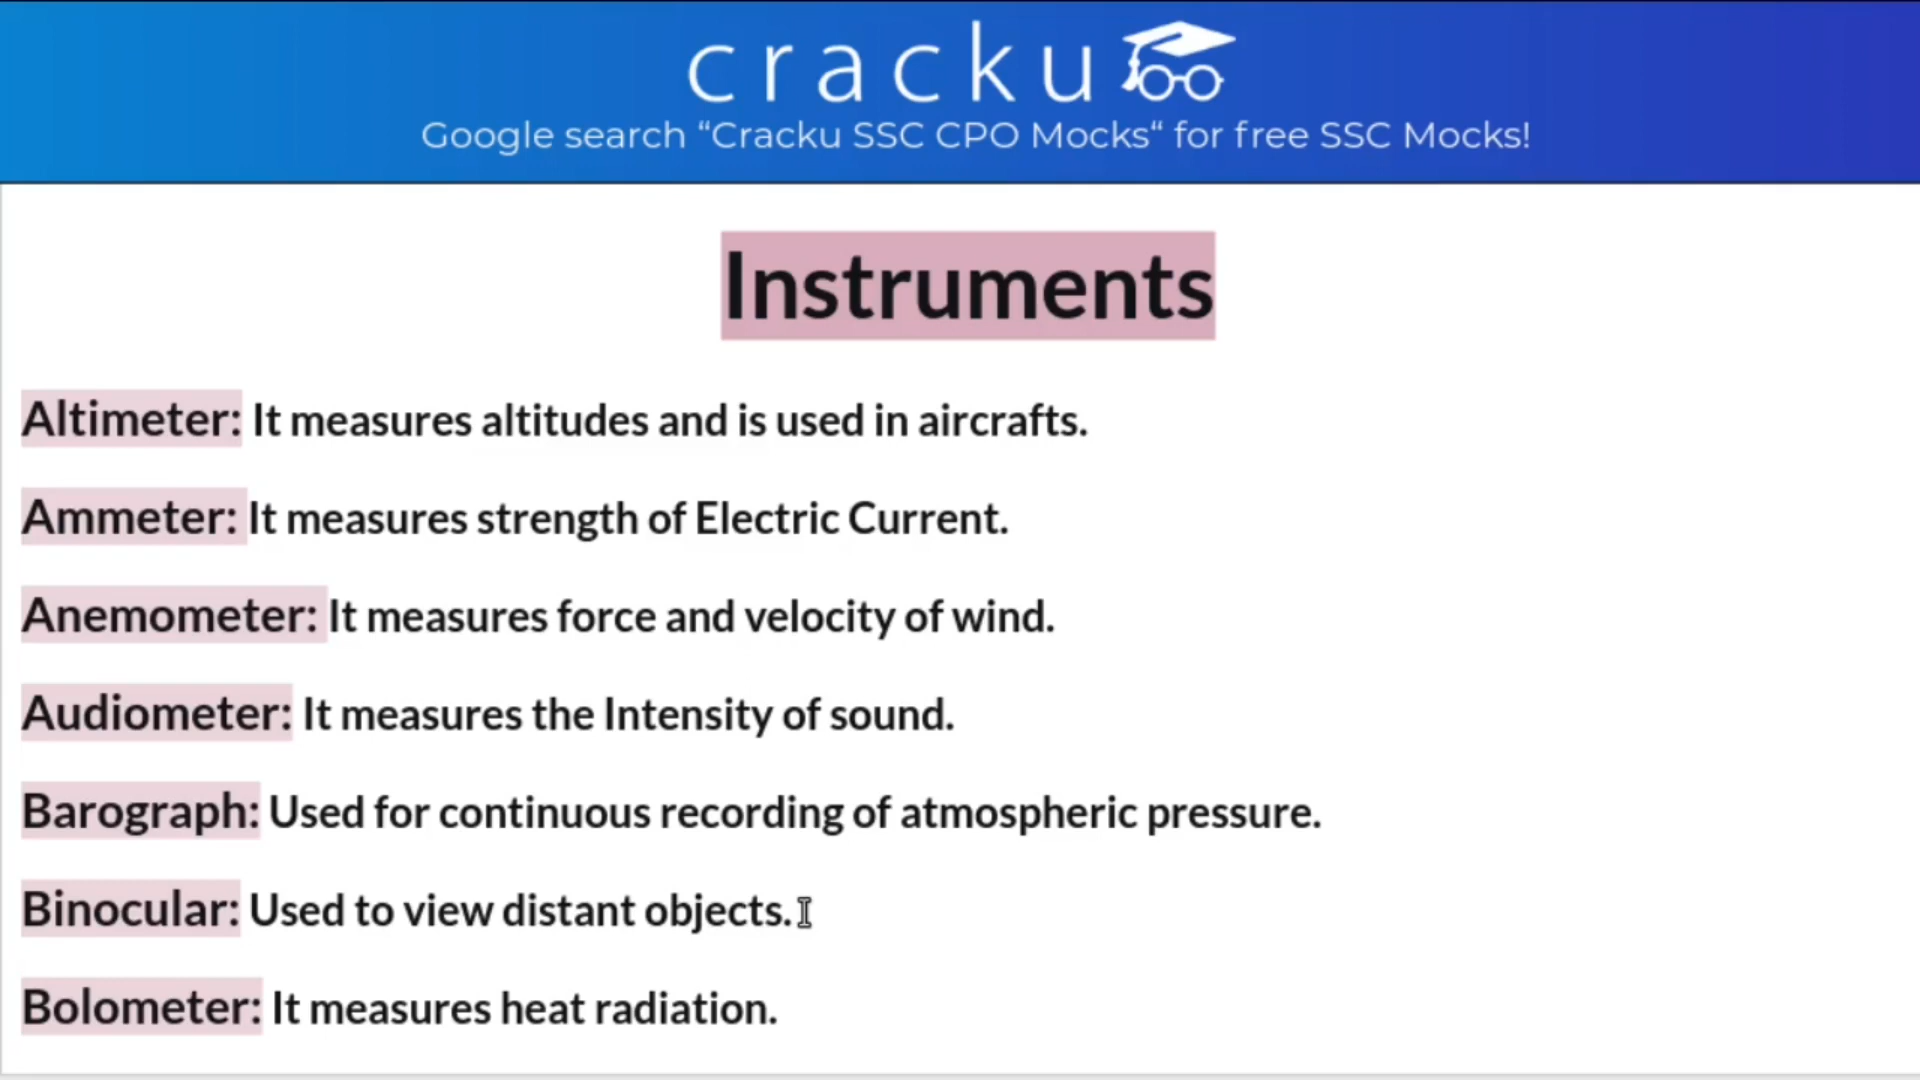 cracku
Google search “Cracku SSC CPO Mocks“ for free SSC Mocks!
Instruments
Altimeter: It measures altitudes and is used in aircrafts.
Ammeter: It measures strength of Electric Current.
Anemometer: It measures force and velocity of wind.
Audiometer: It measures the Intensity of sound.
Barograph: Used for continuous recording of atmospheric pressure.
Binocular: Used to view distant objects.
Bolometer: It measures heat radiation.